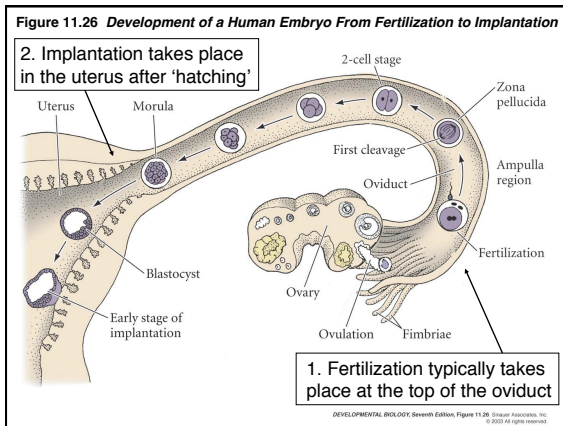 Figure 11.26 Development of a Human Embryo From Fertilization to Implantation
2. Implantation takes place
in the uterus after ‘hatching’
2-cell stage
Zona
pellucida
Uterus
Morula
First cleavage
Oviduct
Ampulla
region
Fertilization
Blastocyst
Ovary
Early stage of
implantation
Ovulation
Fimbriae
1. Fertilization typically takes
place at the top of the oviduct
DEVELOPMENTAL BIOLOGY, Seventh Edition, Figure 11.26 Sinauer Associates, Inc.
© 2003 All rights reserved.